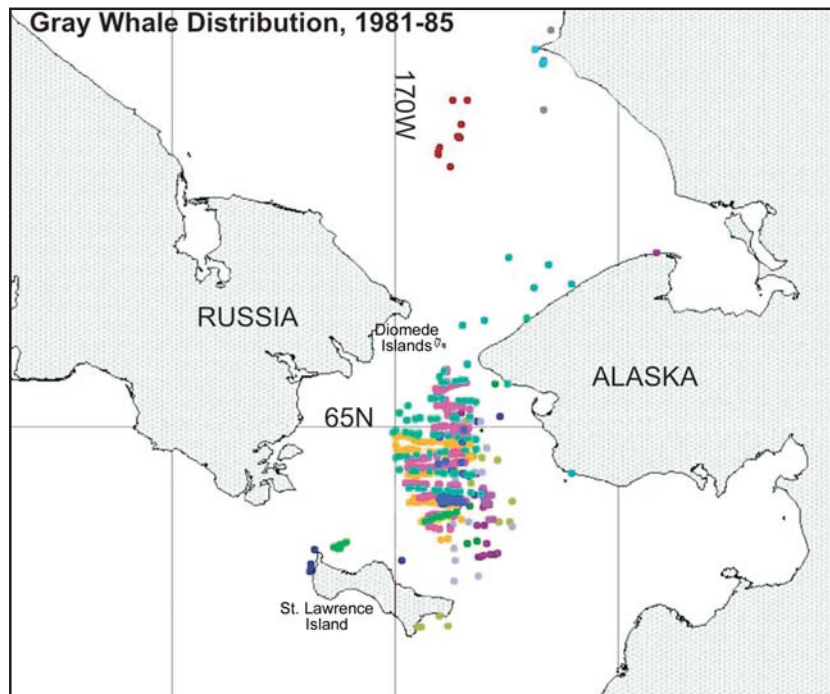 Gray Whale Distribution, 1981-85
170W
RUSSIA
Diomede
Islands
ALASKA
65N
St. Lawrence
Island